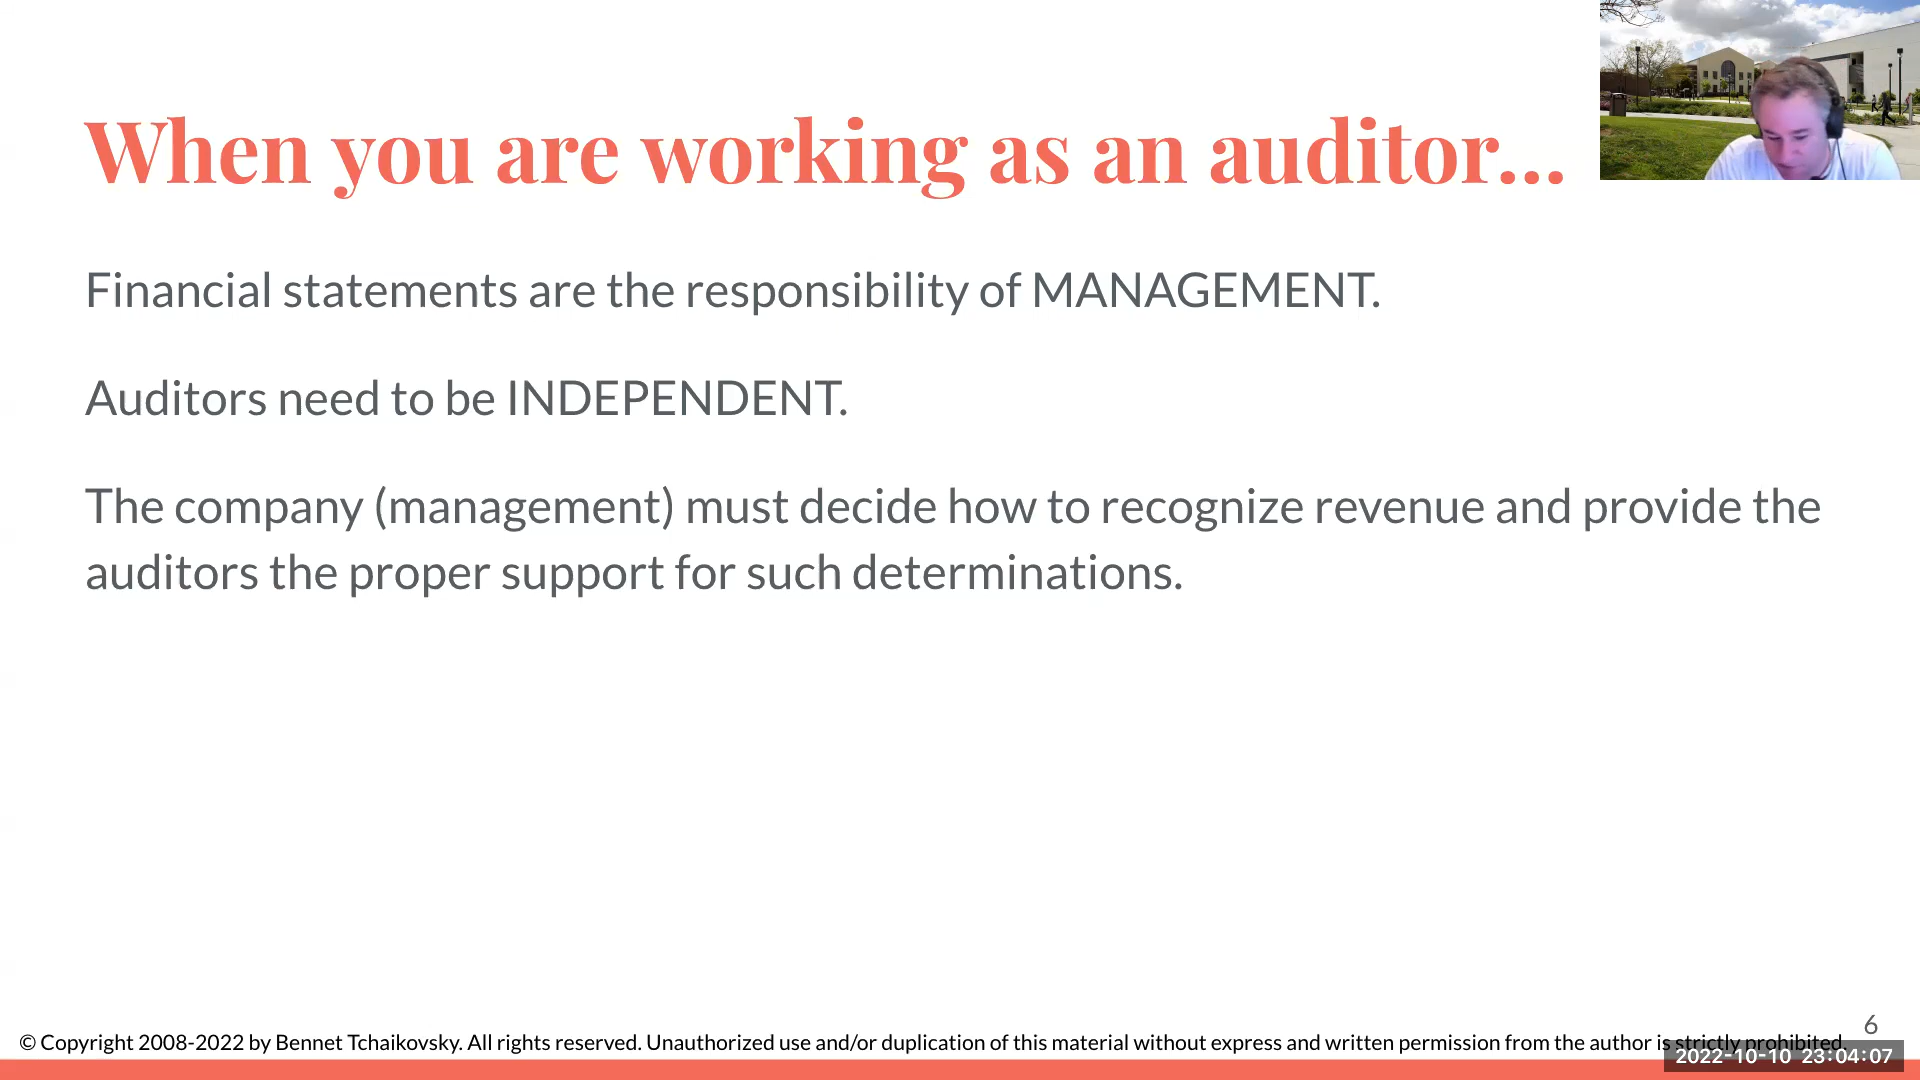 When you are working as an auditor...
Financial statements are the responsibility of MANAGEMENT.
Auditors need to be INDEPENDENT.
The company (management) must decide how to recognize revenue and provide the
auditors the proper support for such determinations.
6
© Copyright 2008-2022 by Bennet Tchaikovsky. All rights reserved. Unauthorized use and/or duplication of this material without express and written permission from the author is strictly prohibited.
2022-10-10 23:04:07